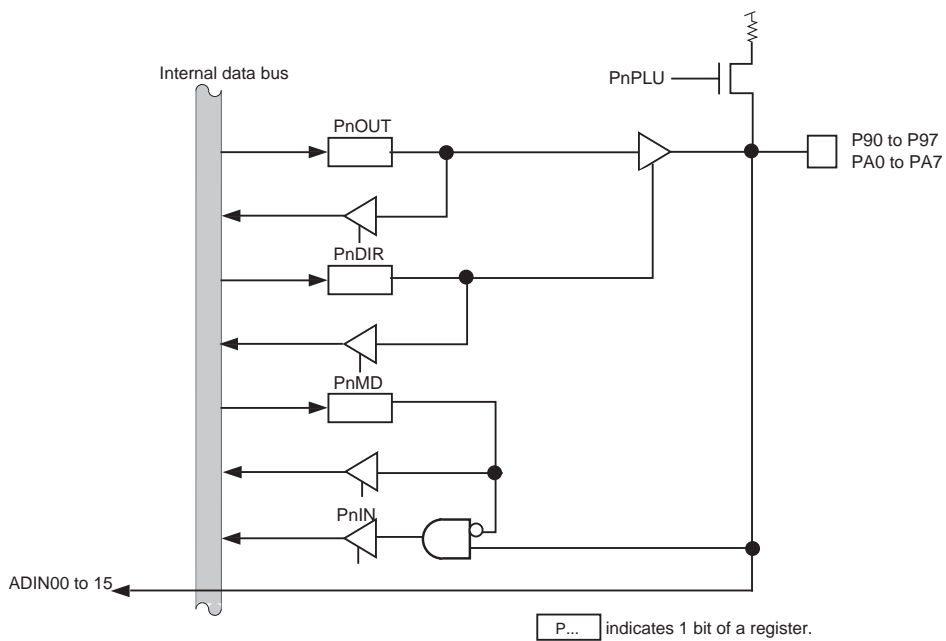 Internal data bus
PnPLU
PnOUT
P90 to P97
PA0 to PA7
PnDIR
PnMD
PnIN
ADIN00 to 15
P... indicates 1 bit of a register.